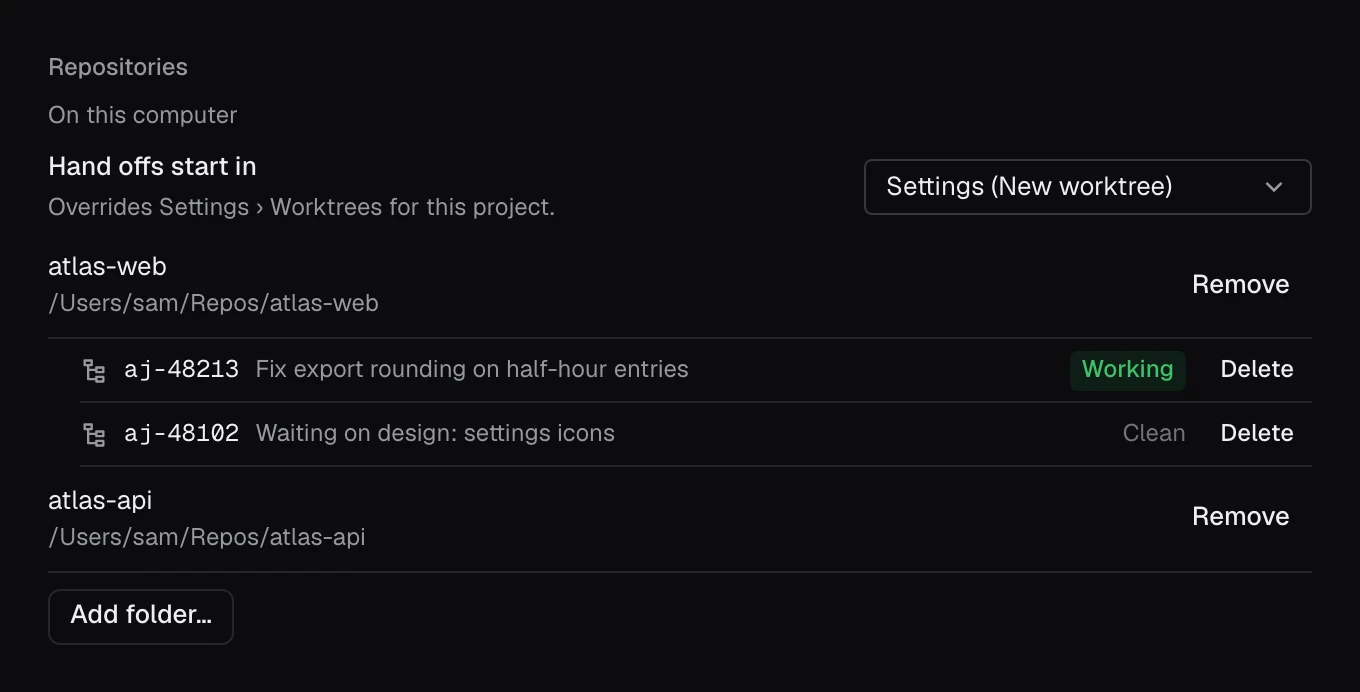 Repositories
On this computer
Hand offs start in
Settings (New worktree)
Overrides Settings › Worktrees for this project.
atlas-web
Remove
/Users/sam/Repos/atlas-web
aj-48213 Fix export rounding on half-hour entries Working Delete
aj-48102 Waiting on design: settings icons Clean Delete
atlas-api
Remove
/Users/sam/Repos/atlas-api
Add folder…